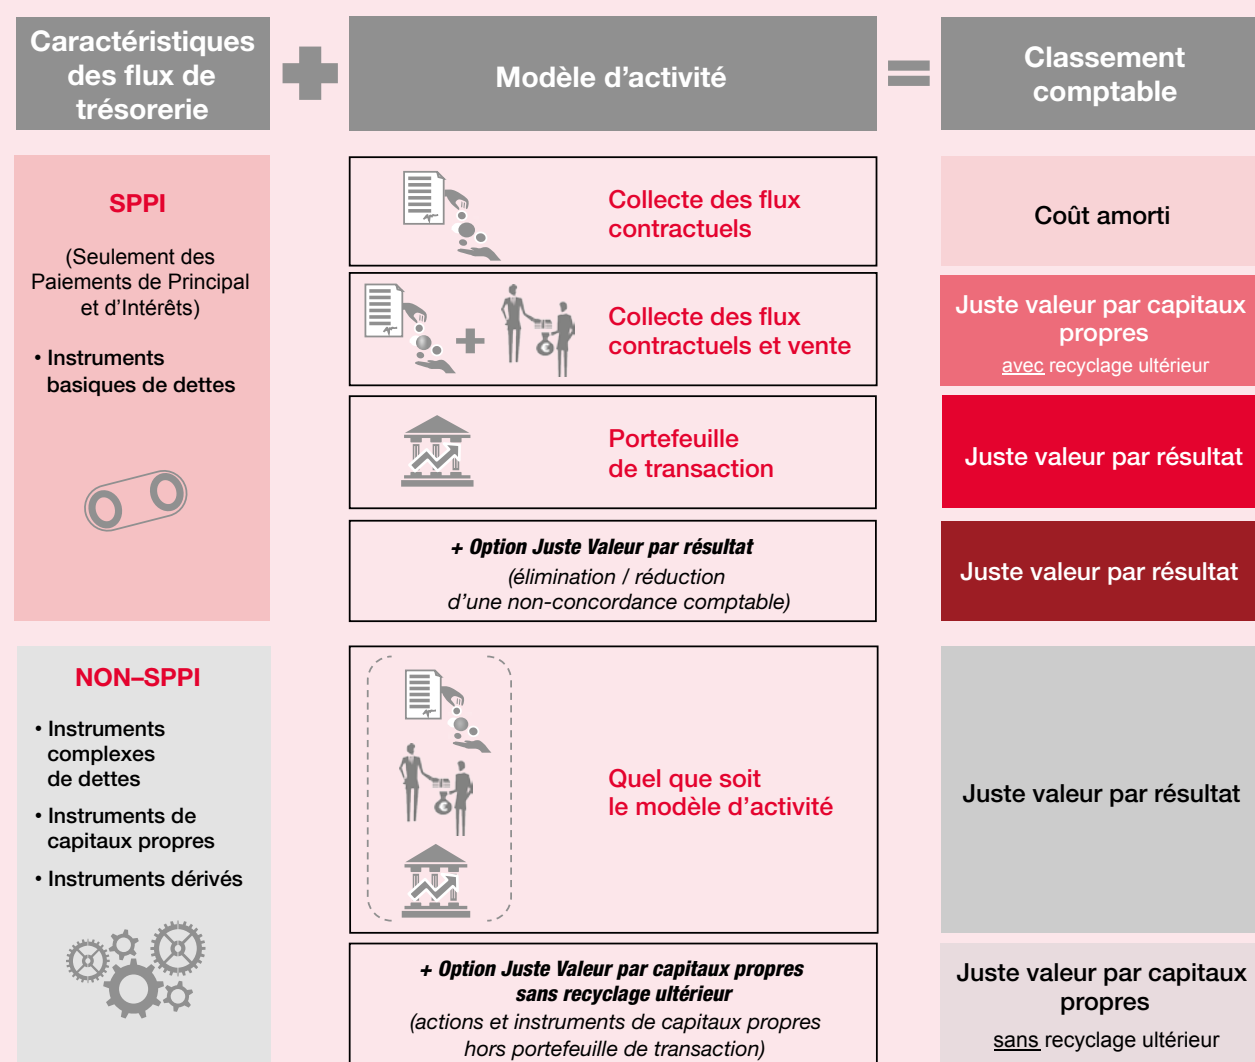 Caractéristiques
des flux de
trésorerie
Modèle d'activité
Classement
comptable
SPPI
(Seulement des
Paiements de Principal
et d'Intérêts)
• Instruments
basiques de dettes
Collecte des flux
contractuels
Coût amorti
Collecte des flux
contractuels et vente
Juste valeur par capitaux
propres
avec recyclage ultérieur
Portefeuille
de transaction
Juste valeur par résultat
+ Option Juste Valeur par résultat
(élimination / réduction
d'une non-concordance comptable)
Juste valeur par résultat
NON–SPPI
• Instruments
complexes
de dettes
• Instruments de
capitaux propres
• Instruments dérivés
Quel que soit
le modèle d'activité
Juste valeur par résultat
+ Option Juste Valeur par capitaux propres
sans recyclage ultérieur
(actions et instruments de capitaux propres
hors portefeuille de transaction)
Juste valeur par capitaux
propres
sans recyclage ultérieur